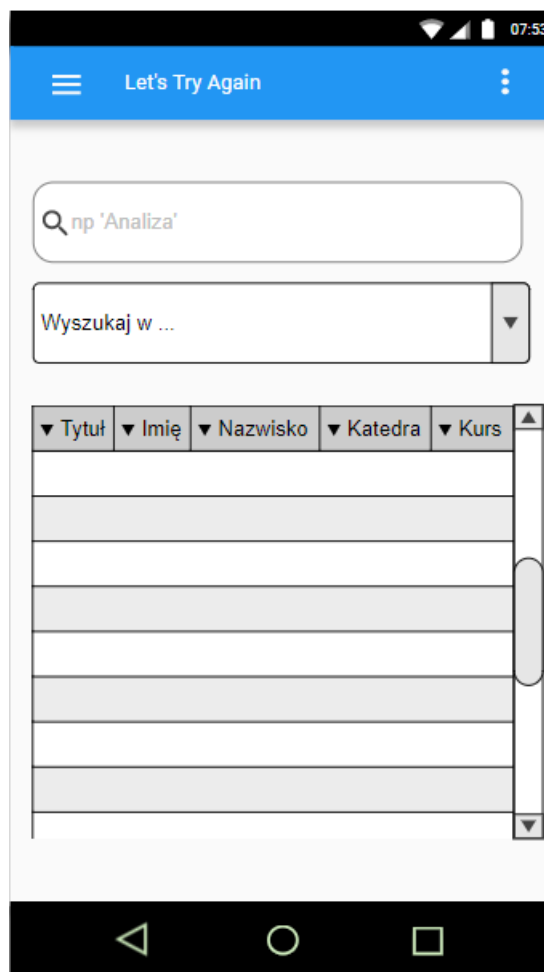 07:53
Let's Try Again
np 'Analiza'
Wyszukaj w ...
▼ Tytuł ▼ Imię ▼ Nazwisko ▼ Katedra ▼ Kurs